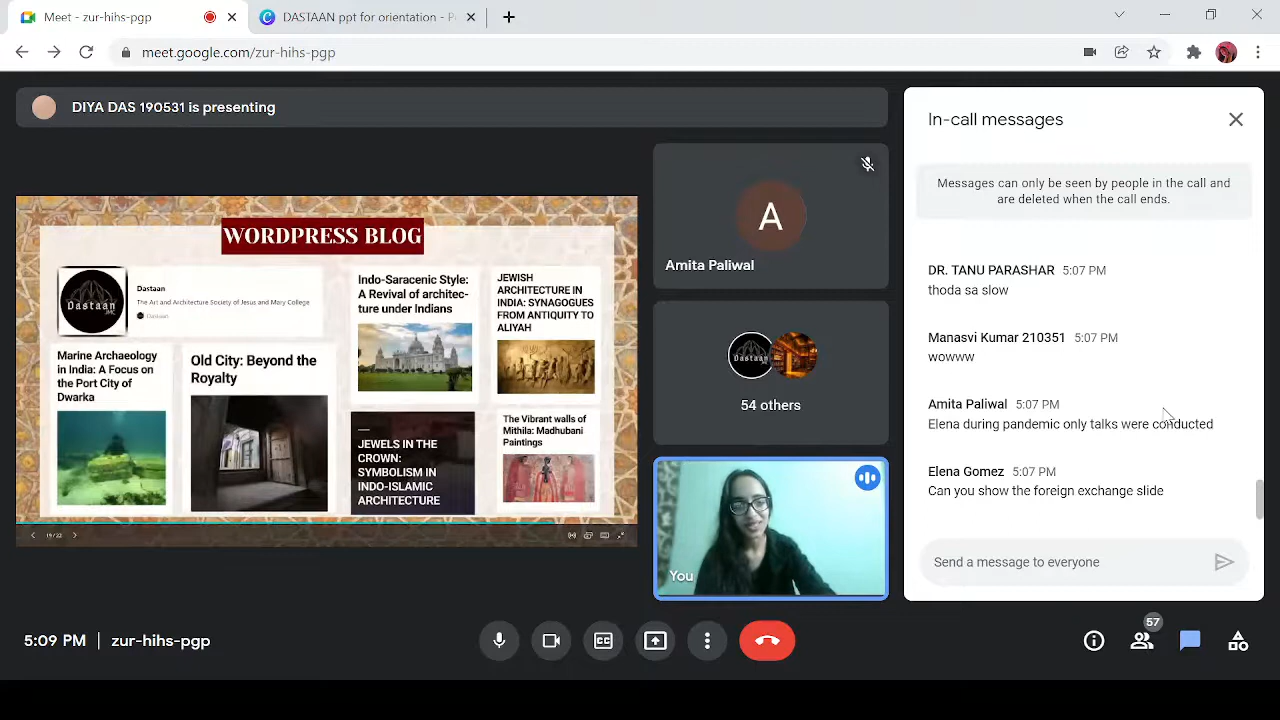 Meet - zur-hihs-pgp
DASTAAN ppt for orientation - P
meet.google.com/zur-hihs-pgp
DIYA DAS 190531 is presenting
WORDPRESS BLOG
Dastaan
JMC
Dastaan
The Art and Architecture Society of Jesus and Mary College
Dastaan
Marine Archaeology
in India: A Focus on
the Port City of
Dwarka
Old City: Beyond the
Royalty
Indo-Saracenic Style:
A Revival of architec-
ture under Indians
JEWELS IN THE
CROWN:
SYMBOLISM IN
INDO-ISLAMIC
ARCHITECTURE
JEWISH
ARCHITECTURE IN
INDIA: SYNAGOGUES
FROM ANTIQUITY TO
ALIYAH
The Vibrant walls of
Mithila: Madhubani
Paintings
19/22
A
Amita Paliwal
Dastaan
54 others
You
In-call messages
Messages can only be seen by people in the call and
are deleted when the call ends.
DR. TANU PARASHAR 5:07 PM
thoda sa slow
Manasvi Kumar 210351 5:07 PM
wowww
Amita Paliwal 5:07 PM
Elena during pandemic only talks were conducted
Elena Gomez 5:07 PM
Can you show the foreign exchange slide
Send a message to everyone
5:09 PM | zur-hihs-pgp
CC
57